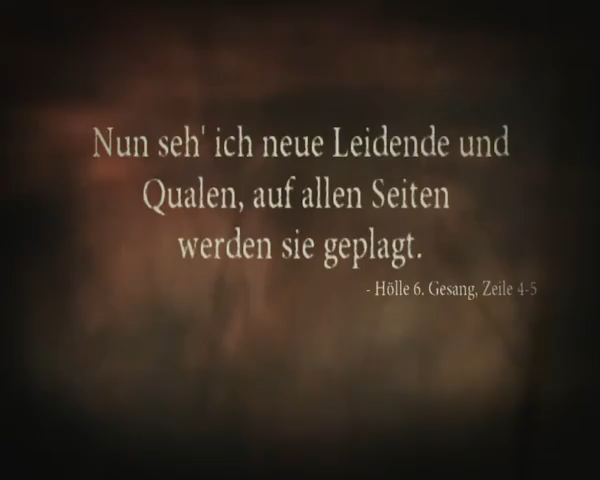 Nun seh' ich neue Leidende und
Qualen, auf allen Seiten
werden sie geplagt.
- Hölle 6. Gesang, Zeile 4-5